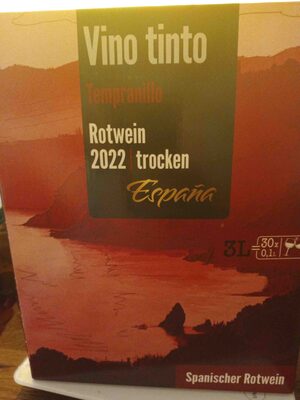 Vino tinto
Tempranillo
Rotwein
2022 trocken
España
3L = 30x 0,1L
Spanischer Rotwein